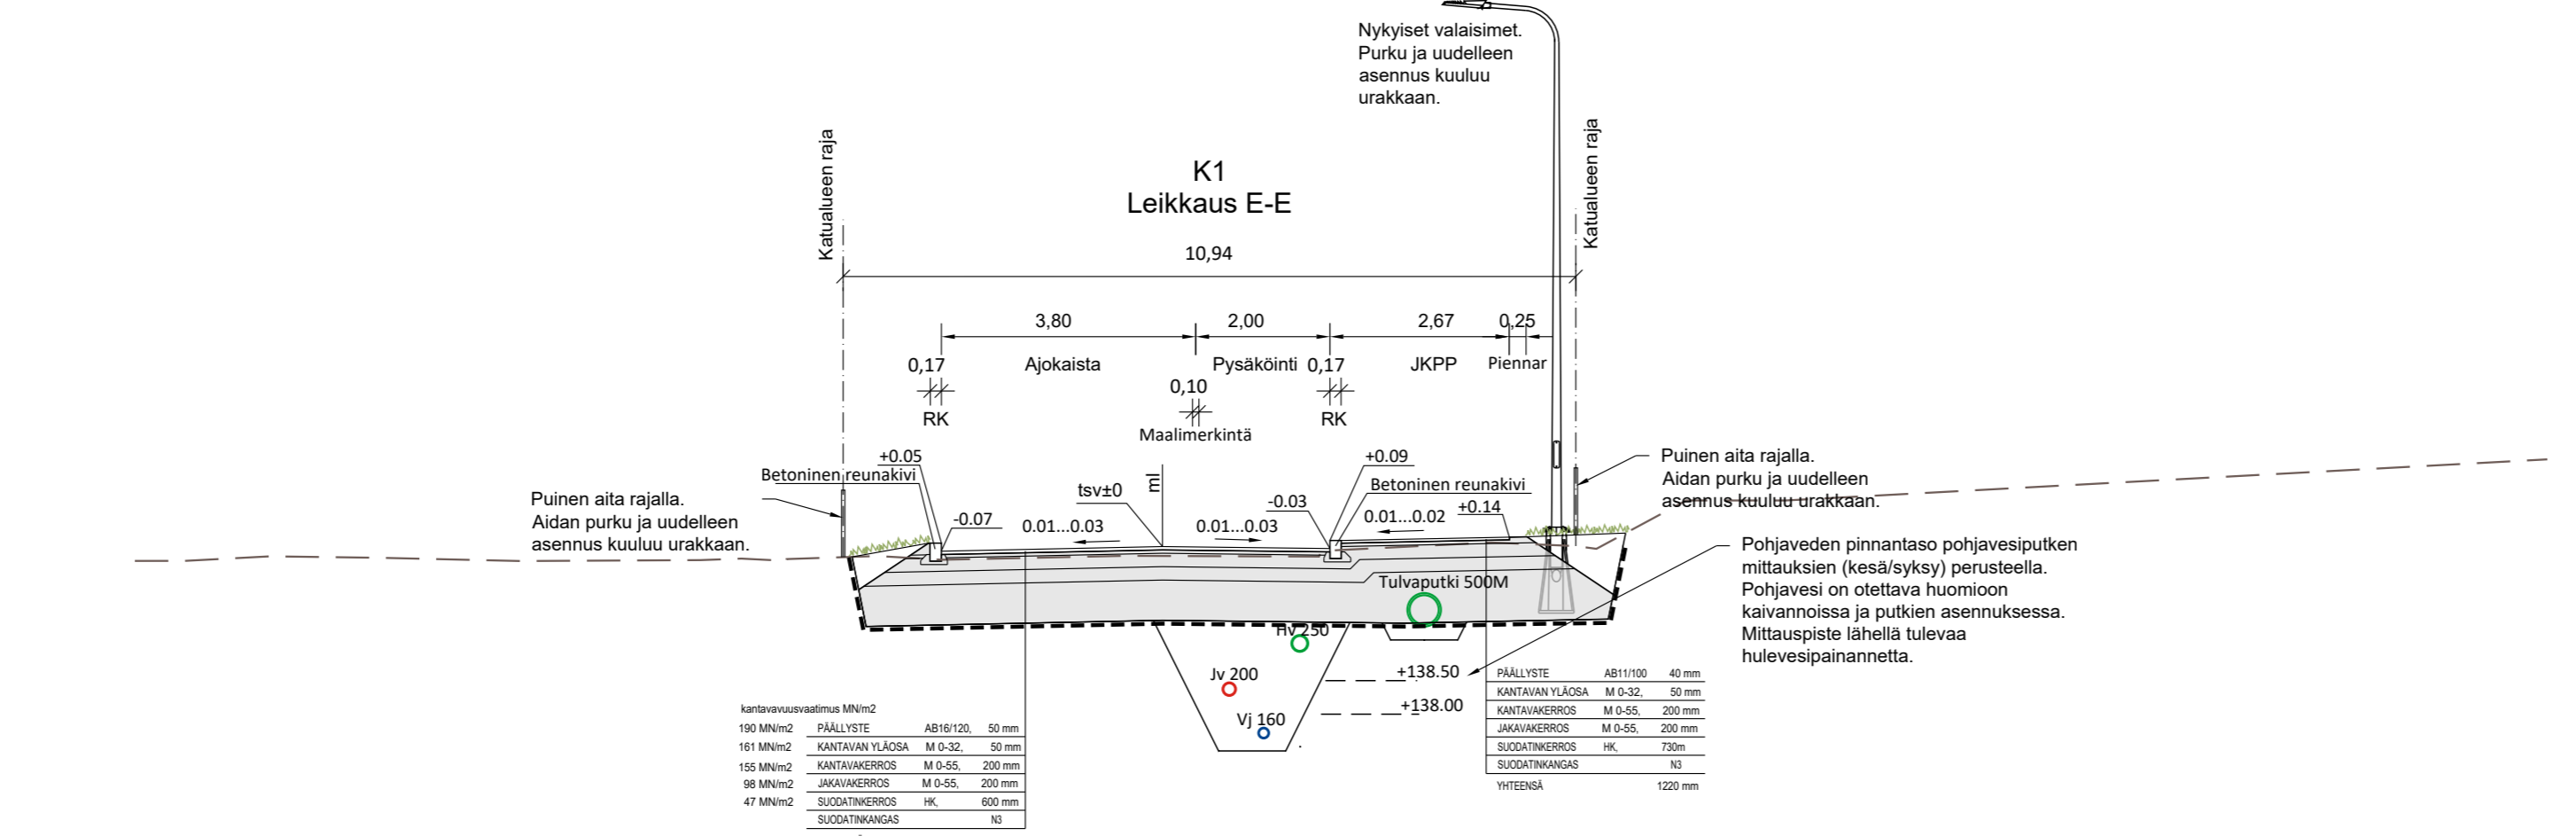 Nykyiset valaisimet.
Purku ja uudelleen
asennus kuuluu
urakkaan.
Katualueen raja
Katualueen raja
K1
Leikkaus E-E
10,94
3,80
2,00
2,67
0,25
0,17
Ajokaista
Pysäköinti
0,17
JKPP
Piennar
0,10
RK
RK
Maalimerkintä
+0.05
Betoninen reunakivi
+0.09
Betoninen reunakivi
Puinen aita rajalla.
Aidan purku ja uudelleen
asennus kuuluu urakkaan.
Puinen aita rajalla.
Aidan purku ja uudelleen
asennus kuuluu urakkaan.
tsv±0
ml
-0.03
+0.14
-0.07
0.01...0.03
0.01...0.03
0.01...0.02
Pohjaveden pinnantaso pohjavesiputken
mittauksien (kesä/syksy) perusteella.
Pohjavesi on otettava huomioon
kaivannoissa ja putkien asennuksessa.
Mittauspiste lähellä tulevaa
hulevesipainannetta.
Tulvaputki 500M
Hv 250
Jv 200
Vj 160
+138.50
+138.00
kantavavuusvaatimus MN/m2
190 MN/m2 PÄÄLLYSTE AB16/120, 50 mm
161 MN/m2 KANTAVAN YLÄOSA M 0-32, 50 mm
155 MN/m2 KANTAVAKERROS M 0-55, 200 mm
98 MN/m2 JAKAVAKERROS M 0-55, 200 mm
47 MN/m2 SUODATINKERROS HK, 600 mm
SUODATINKANGAS N3
PÄÄLLYSTE AB11/100 40 mm
KANTAVAN YLÄOSA M 0-32, 50 mm
KANTAVAKERROS M 0-55, 200 mm
JAKAVAKERROS M 0-55, 200 mm
SUODATINKERROS HK, 730m
SUODATINKANGAS N3
YHTEENSÄ 1220 mm